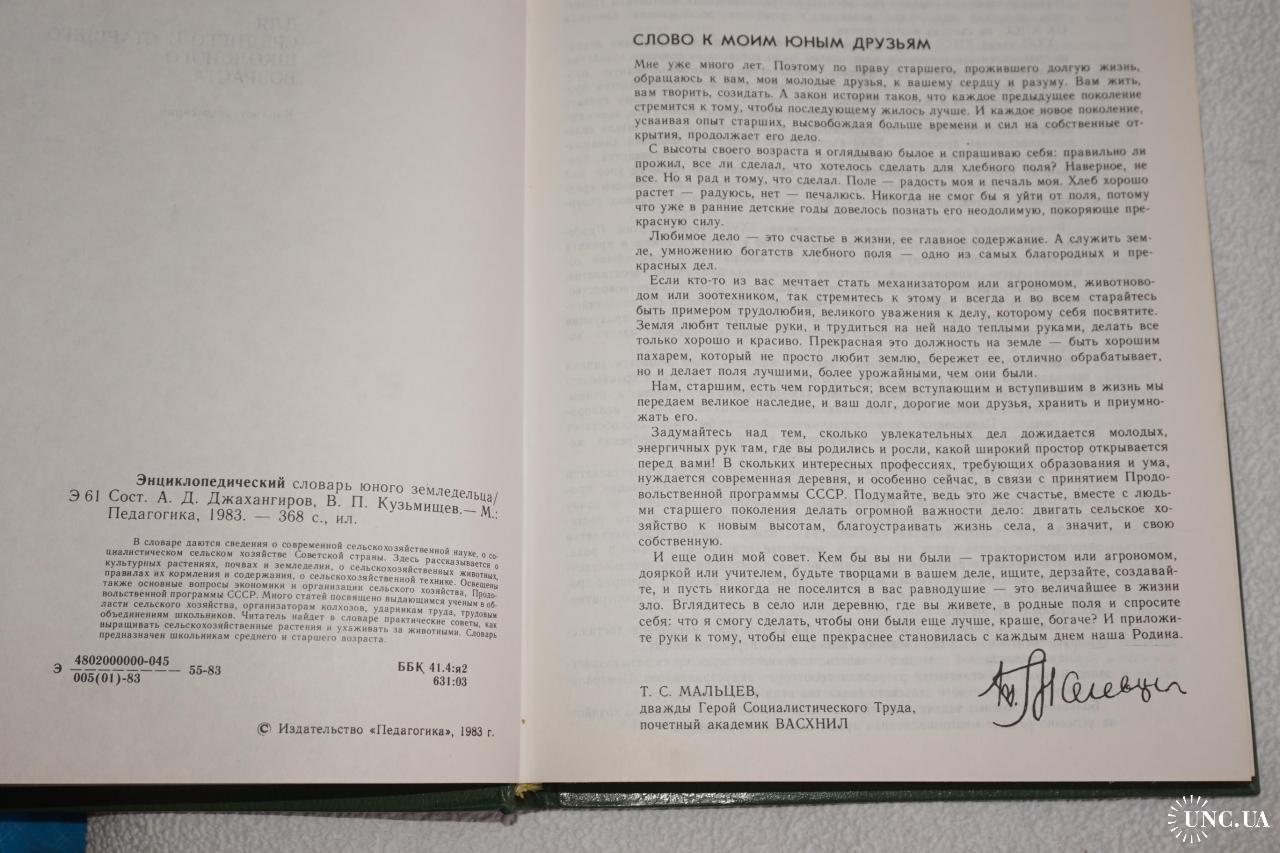 Энциклопедический словарь юного земледельца/
Э 61 Сост. А. Д. Джахангиров, В. П. Кузьмищев.— М.:
Педагогика, 1983. — 368 с., ил.
В словаре даются сведения о современной сельскохозяйственной науке, о со-
циалистическом сельском хозяйстве Советской страны. Здесь рассказывается о
культурных растениях, почвах и земледелии, о сельскохозяйственных животных,
правилах их кормления и содержания, о сельскохозяйственной технике. Освещены
также основные вопросы экономики и организации сельского хозяйства, Продо-
вольственной программы СССР. Много статей посвящено выдающимся ученым в об-
ласти сельского хозяйства, организаторам колхозов, ударникам труда, трудовым
объединениям школьников. Читатель найдет в словаре практические советы, как
выращивать сельскохозяйственные растения и ухаживать за животными. Словарь
предназначен школьникам среднего и старшего возраста.
Э 4802000000-045 55-83
005(01)-83
ББК 41.4:я2
631:03
© Издательство «Педагогика», 1983 г.
СЛОВО К МОИМ ЮНЫМ ДРУЗЬЯМ
Мне уже много лет. Поэтому по праву старшего, прожившего долгую жизнь,
обращаюсь к вам, мои молодые друзья, к вашему сердцу и разуму. Вам жить,
вам творить, созидать. А закон истории таков, что каждое предыдущее поколение
стремится к тому, чтобы последующему жилось лучше. И каждое новое поколение,
усваивая опыт старших, высвобождая больше времени и сил на собственные от-
крытия, продолжает его дело.
С высоты своего возраста я оглядываю былое и спрашиваю себя: правильно ли
прожил, все ли сделал, что хотелось сделать для хлебного поля? Наверное, не
все. Но я рад и тому, что сделал. Поле — радость моя и печаль моя. Хлеб хорошо
растет — радуюсь, нет — печалюсь. Никогда не смог бы я уйти от поля, потому
что уже в ранние детские годы довелось познать его неодолимую, покоряюще пре-
красную силу.
Любимое дело — это счастье в жизни, ее главное содержание. А служить зем-
ле, умножению богатств хлебного поля — одно из самых благородных и пре-
красных дел.
Если кто-то из вас мечтает стать механизатором или агрономом, животново-
дом или зоотехником, так стремитесь к этому и всегда и во всем старайтесь
быть примером трудолюбия, великого уважения к делу, которому себя посвятите.
Земля любит теплые руки, и трудиться на ней надо теплыми руками, делать все
только хорошо и красиво. Прекрасная это должность на земле — быть хорошим
пахарем, который не просто любит землю, бережет ее, отлично обрабатывает,
но и делает поля лучшими, более урожайными, чем они были.
Нам, старшим, есть чем гордиться; всем вступающим и вступившим в жизнь мы
передаем великое наследие, и ваш долг, дорогие мои друзья, хранить и приумно-
жать его.
Задумайтесь над тем, сколько увлекательных дел дожидается молодых,
энергичных рук там, где вы родились и росли, какой широкий простор открывается
перед вами! В скольких интересных профессиях, требующих образования и ума,
нуждается современная деревня, и особенно сейчас, в связи с принятием Продо-
вольственной программы СССР. Подумайте, ведь это же счастье, вместе с людь-
ми старшего поколения делать огромной важности дело: двигать сельское хо-
зяйство к новым высотам, благоустраивать жизнь села, а значит, и свою
собственную.
И еще один мой совет. Кем бы вы ни были — трактористом или агрономом,
дояркой или учителем, будьте творцами в вашем деле, ищите, дерзайте, создавай-
те, и пусть никогда не поселится в вас равнодушие — это величайшее в жизни
зло. Вглядитесь в село или деревню, где вы живете, в родные поля и спросите
себя: что я смогу сделать, чтобы они были еще лучше, краше, богаче? И приложи-
те руки к тому, чтобы еще прекраснее становилась с каждым днем наша Родина.
Т. С. МАЛЬЦЕВ,
дважды Герой Социалистического Труда,
почетный академик ВАСХНИЛ
UNC.UA